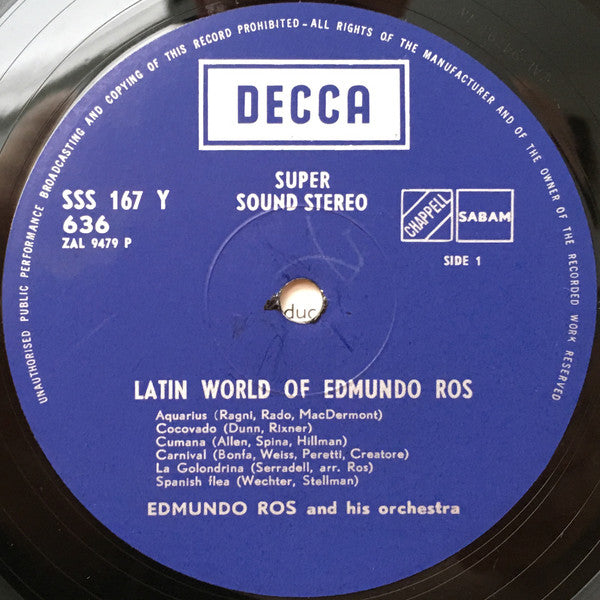 UNAUTHORISED PUBLIC PERFORMANCE BROADCASTING AND COPYING OF THIS RECORD PROHIBITED–ALL RIGHTS OF THE MANUFACTURER AND OF THE OWNER OF THE RECORDED WORK RESERVED
DECCA
SUPER
SOUND STEREO
SSS 167 Y
636
ZAL 9479 P
CHAPPELL
SABAM
SIDE 1
duc
LATIN WORLD OF EDMUNDO ROS
Aquarius (Ragni, Rado, MacDermont)
Cocovado (Dunn, Rixner)
Cumana (Allen, Spina, Hillman)
Carnival (Bonfa, Weiss, Peretti, Creatore)
La Golondrina (Serradell, arr. Ros)
Spanish flea (Wechter, Stellman)
EDMUNDO ROS and his orchestra